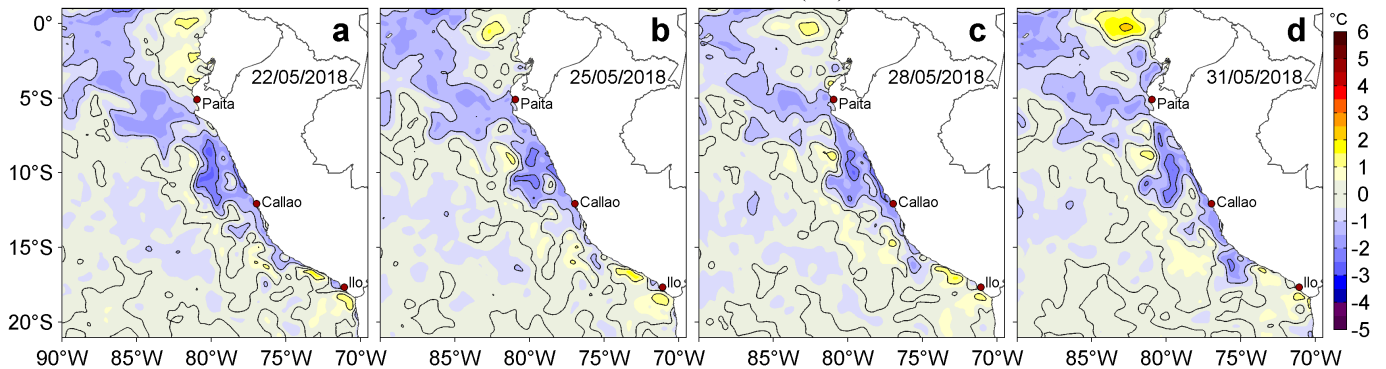 a b c d
°C
22/05/2018 25/05/2018 28/05/2018 31/05/2018
0°
5°S
10°S
15°S
20°S
Paita Paita Paita Paita
Callao Callao Callao Callao
Ilo Ilo Ilo Ilo
90°W 85°W 80°W 75°W 70°W 85°W 80°W 75°W 70°W 85°W 80°W 75°W 70°W 85°W 80°W 75°W 70°W
6
5
4
3
2
1
0
-1
-2
-3
-4
-5